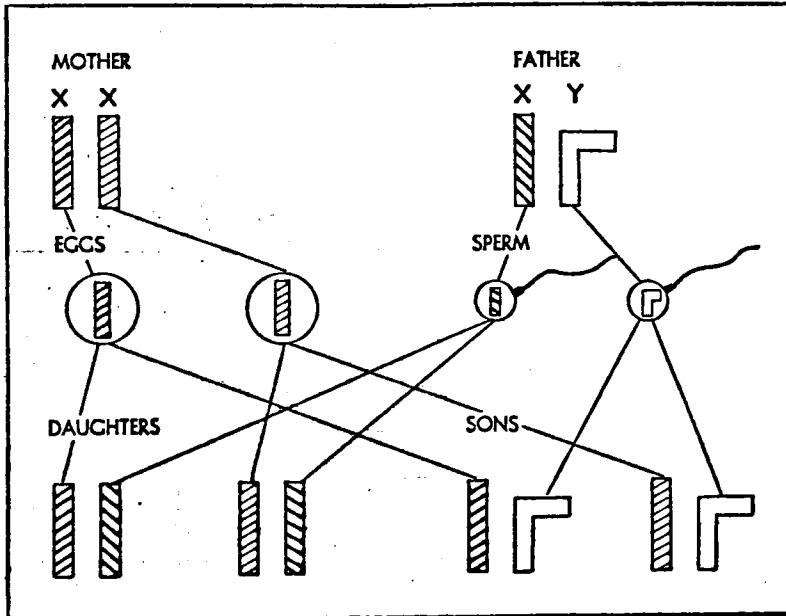 MOTHER
FATHER
X X
X Y
EGGS
SPERM
DAUGHTERS
SONS